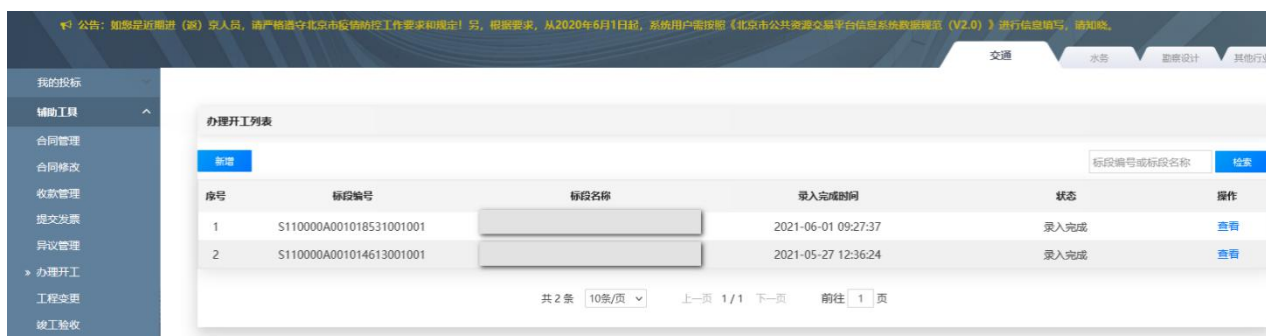 公告：如您是近期进（返）京人员，请严格遵守北京市疫情防控工作要求和规定！另，根据要求，从2020年6月1日起，系统用户需按照《北京市公共资源交易平台信息系统数据规范（V2.0）》进行信息填写，请知晓。
交通 水务 勘察设计 其他行业
我的投标
辅助工具
合同管理
合同修改
收款管理
提交发票
异议管理
» 办理开工
工程变更
竣工验收
办理开工列表
新增 标段编号或标段名称 检索
序号 标段编号 标段名称 录入完成时间 状态 操作
1 S110000A001018531001001 2021-06-01 09:27:37 录入完成 查看
2 S110000A001014613001001 2021-05-27 12:36:24 录入完成 查看
共 2 条 10条/页 上一页 1 / 1 下一页 前往 1 页